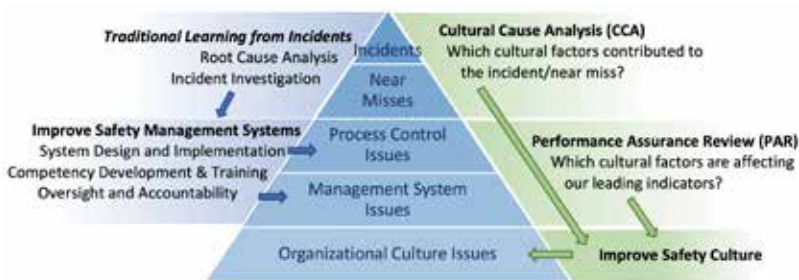 Traditional Learning from Incidents
Root Cause Analysis
Incident Investigation
Improve Safety Management Systems
System Design and Implementation
Competency Development & Training
Oversight and Accountability
Incidents
Near
Misses
Process Control
Issues
Management System
Issues
Organizational Culture Issues
Cultural Cause Analysis (CCA)
Which cultural factors contributed to
the incident/near miss?
Performance Assurance Review (PAR)
Which cultural factors are affecting
our leading indicators?
Improve Safety Culture